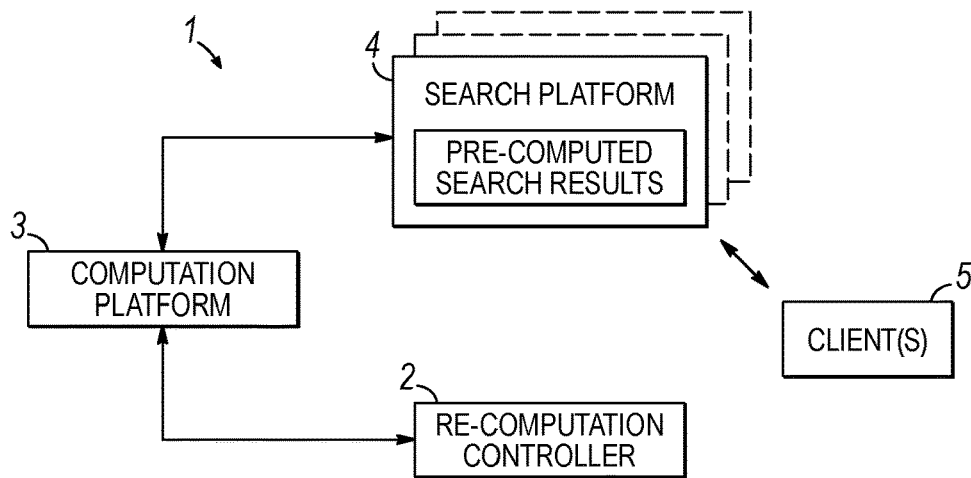 1
4
SEARCH PLATFORM
PRE-COMPUTED
SEARCH RESULTS
3
COMPUTATION
PLATFORM
5
CLIENT(S)
2
RE-COMPUTATION
CONTROLLER